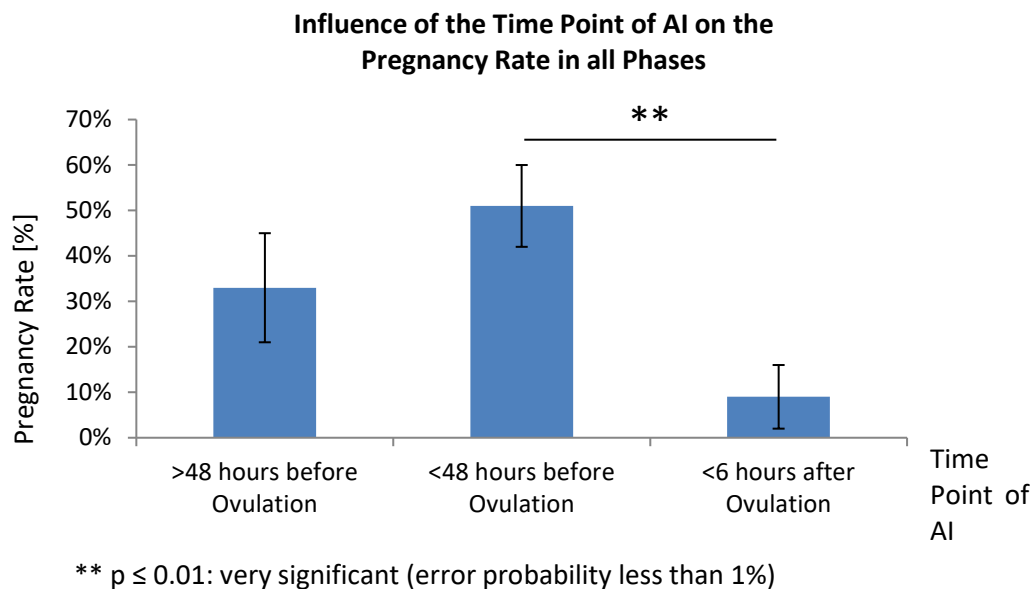 Influence of the Time Point of AI on the
Pregnancy Rate in all Phases
**
70%
60%
50%
40%
30%
20%
10%
0%
Pregnancy Rate [%]
>48 hours before
Ovulation
<48 hours before
Ovulation
<6 hours after
Ovulation
Time
Point of
AI
** p ≤ 0.01: very significant (error probability less than 1%)